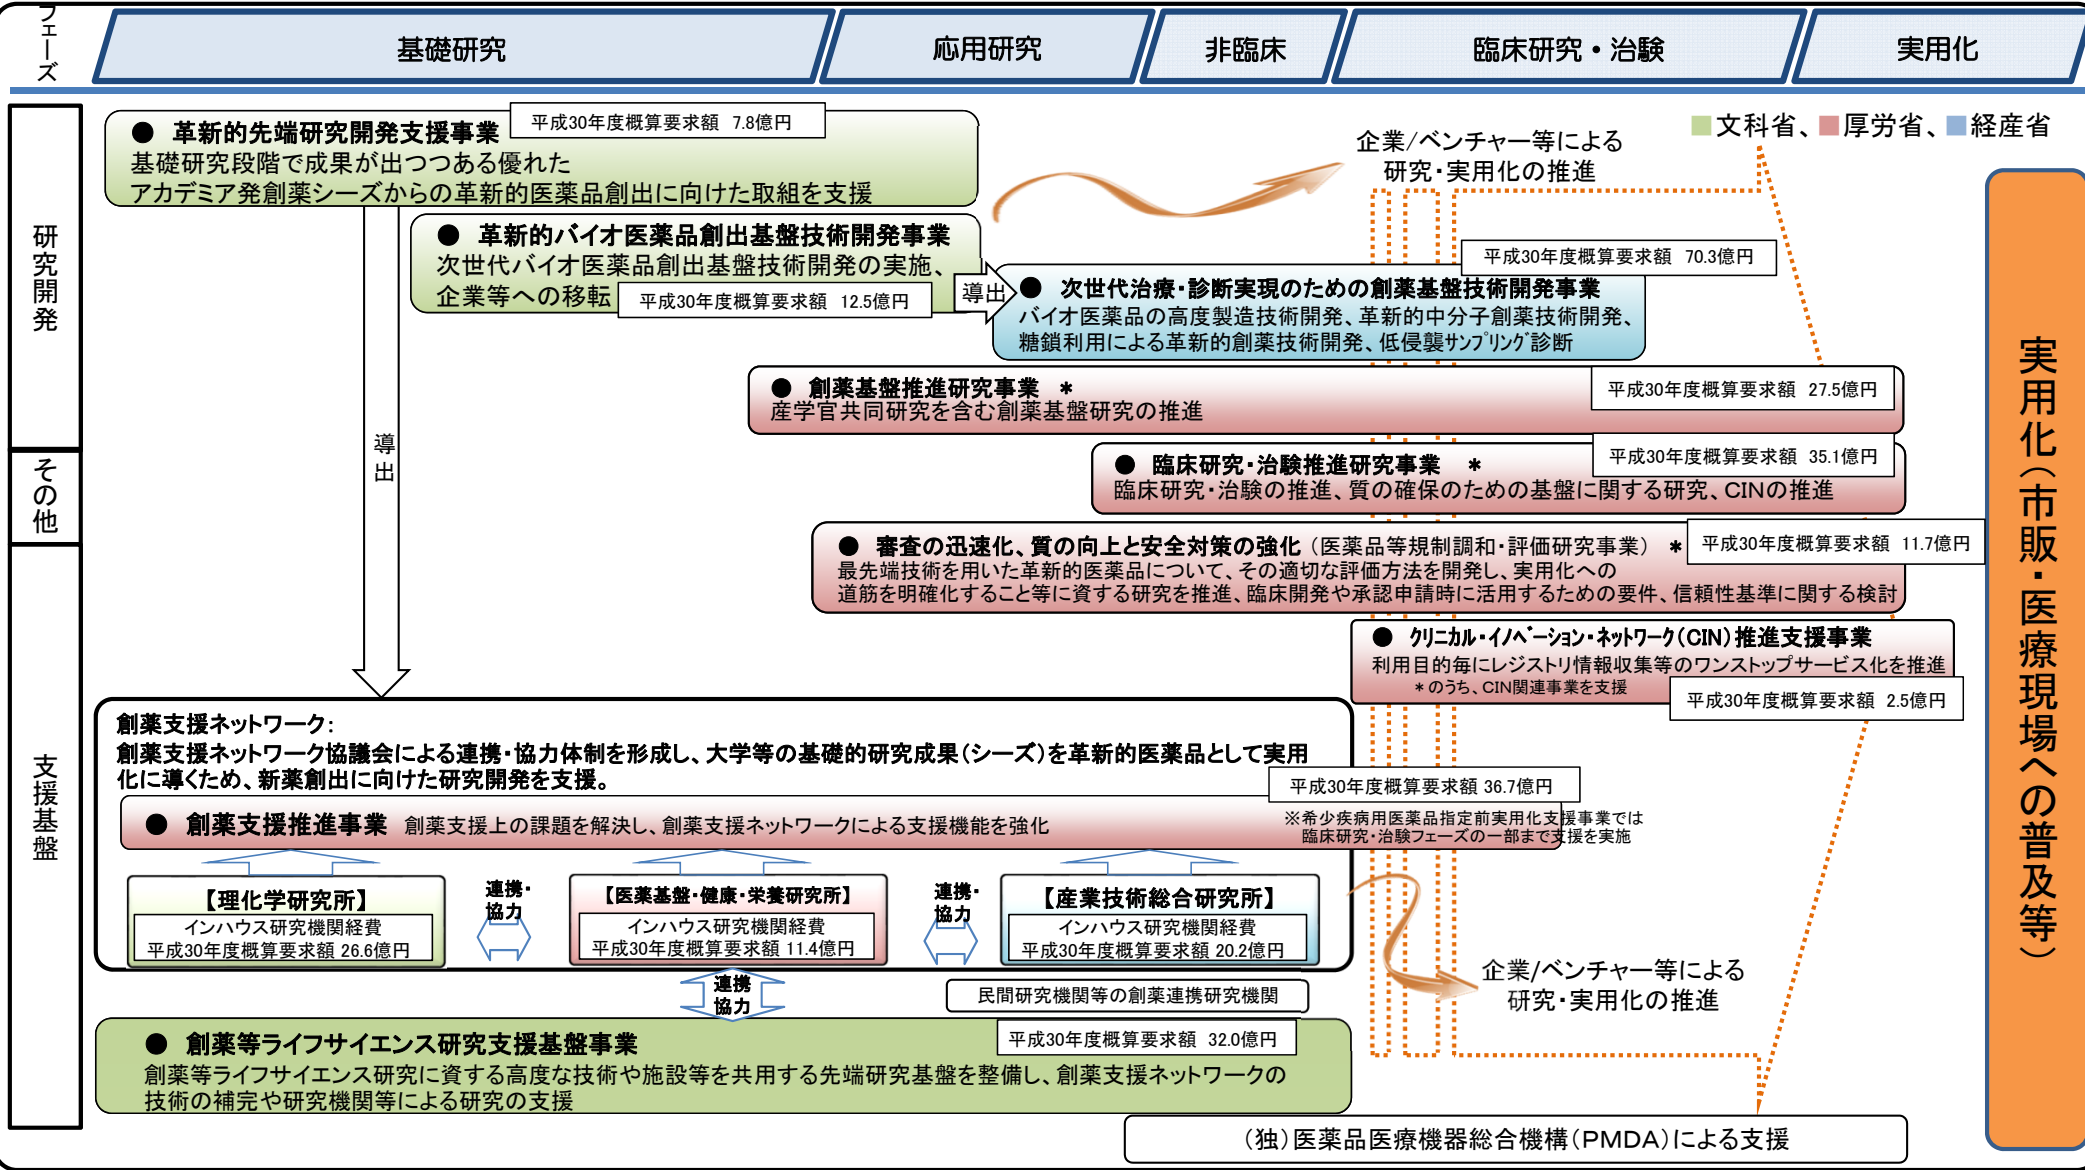 フェーズ
基礎研究
応用研究
非臨床
臨床研究・治験
実用化
研究開発
その他
支援基盤
■文科省、■厚労省、■経産省
● 革新的先端研究開発支援事業
平成30年度概算要求額 7.8億円
基礎研究段階で成果が出つつある優れた
アカデミア発創薬シーズからの革新的医薬品創出に向けた取組を支援
企業/ベンチャー等による
研究・実用化の推進
● 革新的バイオ医薬品創出基盤技術開発事業
次世代バイオ医薬品創出基盤技術開発の実施、
企業等への移転
平成30年度概算要求額 12.5億円
導出
平成30年度概算要求額 70.3億円
● 次世代治療・診断実現のための創薬基盤技術開発事業
バイオ医薬品の高度製造技術開発、革新的中分子創薬技術開発、
糖鎖利用による革新的創薬技術開発、低侵襲サンプリング診断
● 創薬基盤推進研究事業 *
平成30年度概算要求額 27.5億円
産学官共同研究を含む創薬基盤研究の推進
導出
● 臨床研究・治験推進研究事業 *
平成30年度概算要求額 35.1億円
臨床研究・治験の推進、質の確保のための基盤に関する研究、CINの推進
● 審査の迅速化、質の向上と安全対策の強化（医薬品等規制調和・評価研究事業） *
平成30年度概算要求額 11.7億円
最先端技術を用いた革新的医薬品について、その適切な評価方法を開発し、実用化への
道筋を明確化すること等に資する研究を推進、臨床開発や承認申請時に活用するための要件、信頼性基準に関する検討
● クリニカル・イノベーション・ネットワーク（CIN）推進支援事業
利用目的毎にレジストリ情報収集等のワンストップサービス化を推進
*のうち、CIN関連事業を支援
平成30年度概算要求額 2.5億円
創薬支援ネットワーク：
創薬支援ネットワーク協議会による連携・協力体制を形成し、大学等の基礎的研究成果（シーズ）を革新的医薬品として実用
化に導くため、新薬創出に向けた研究開発を支援。
平成30年度概算要求額 36.7億円
● 創薬支援推進事業 創薬支援上の課題を解決し、創薬支援ネットワークによる支援機能を強化
※希少疾病用医薬品指定前実用化支援事業では
臨床研究・治験フェーズの一部まで支援を実施
【理化学研究所】
インハウス研究機関経費
平成30年度概算要求額 26.6億円
連携・
協力
【医薬基盤・健康・栄養研究所】
インハウス研究機関経費
平成30年度概算要求額 11.4億円
連携・
協力
【産業技術総合研究所】
インハウス研究機関経費
平成30年度概算要求額 20.2億円
企業/ベンチャー等による
研究・実用化の推進
連携
協力
民間研究機関等の創薬連携研究機関
● 創薬等ライフサイエンス研究支援基盤事業
平成30年度概算要求額 32.0億円
創薬等ライフサイエンス研究に資する高度な技術や施設等を共用する先端研究基盤を整備し、創薬支援ネットワークの
技術の補完や研究機関等による研究の支援
（独）医薬品医療機器総合機構（PMDA）による支援
実用化（市販・医療現場への普及等）